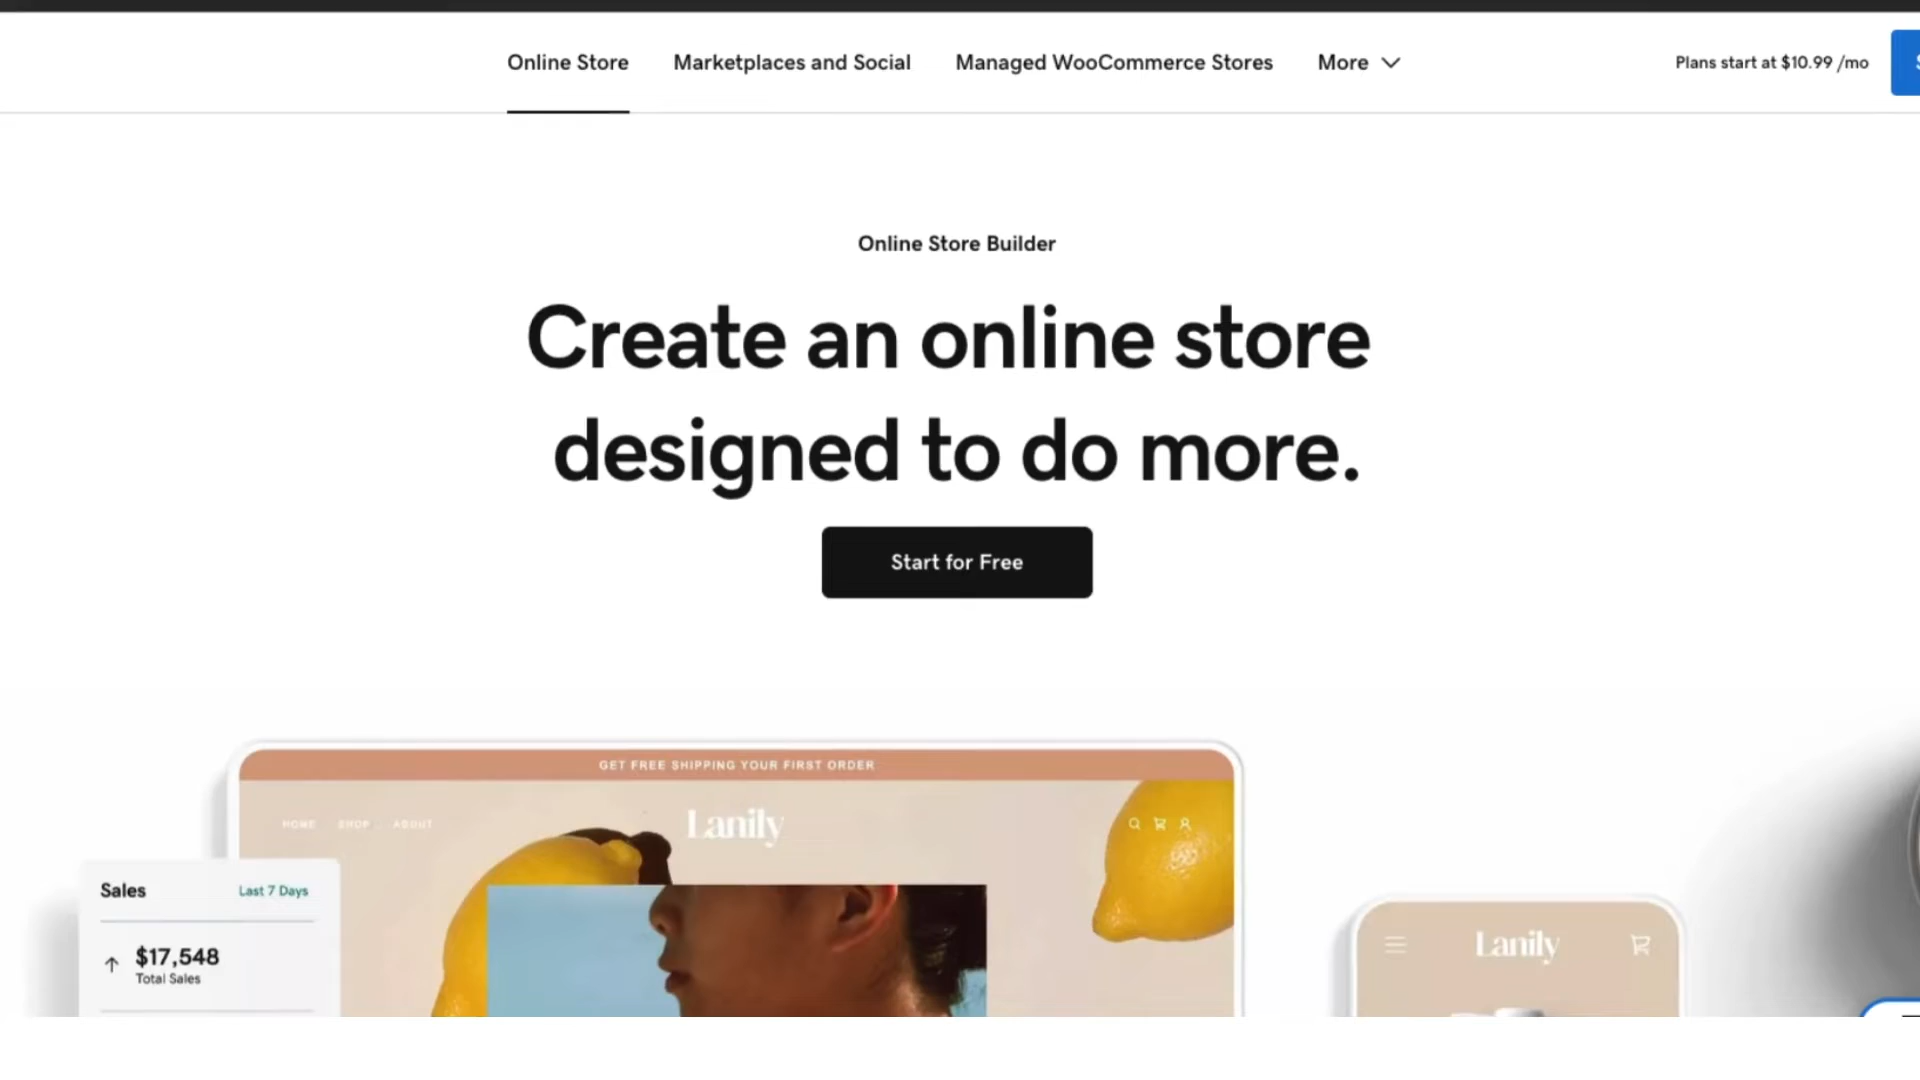 Online Store Marketplaces and Social Managed WooCommerce Stores More Plans start at $10.99 /mo
Online Store Builder
Create an online store
designed to do more.
Start for Free
GET FREE SHIPPING YOUR FIRST ORDER
HOME SHOP ABOUT Lanily
Sales Last 7 Days
$17,548
Total Sales
Lanily